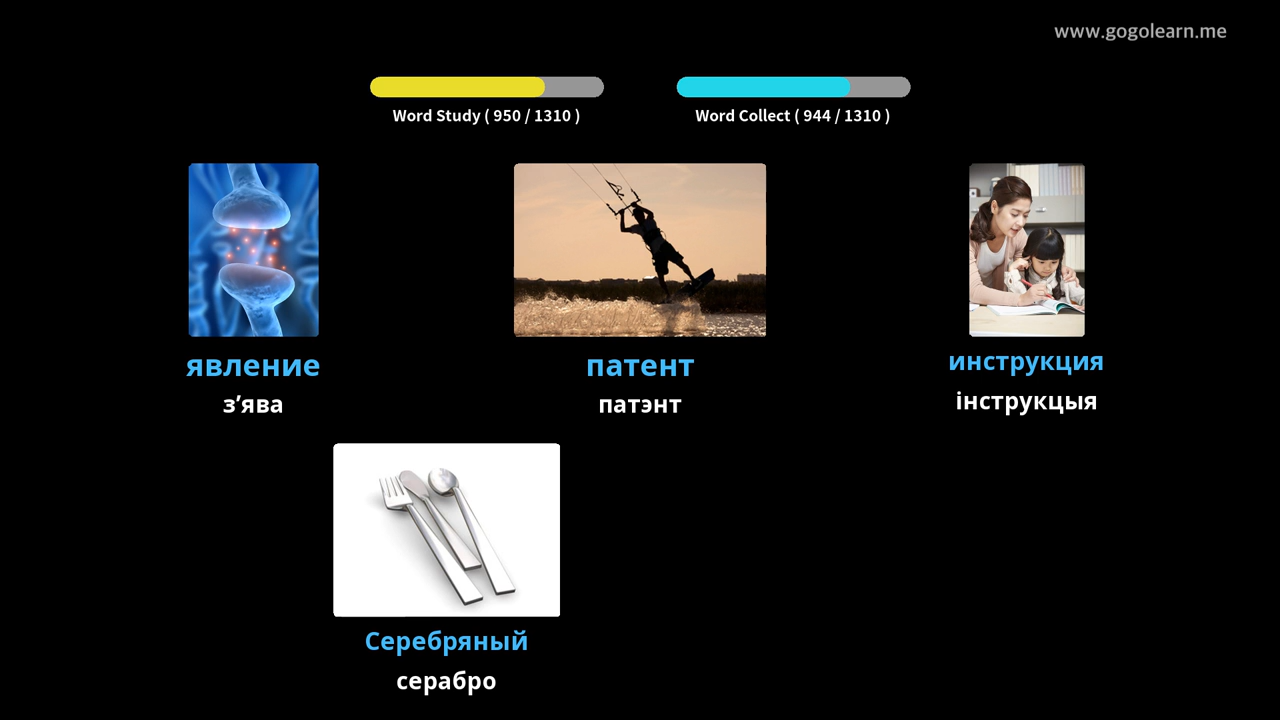 www.gogolearn.me
Word Study ( 950 / 1310 )
Word Collect ( 944 / 1310 )
явление
з’ява
патент
патэнт
инструкция
інструкцыя
Серебряный
серабро